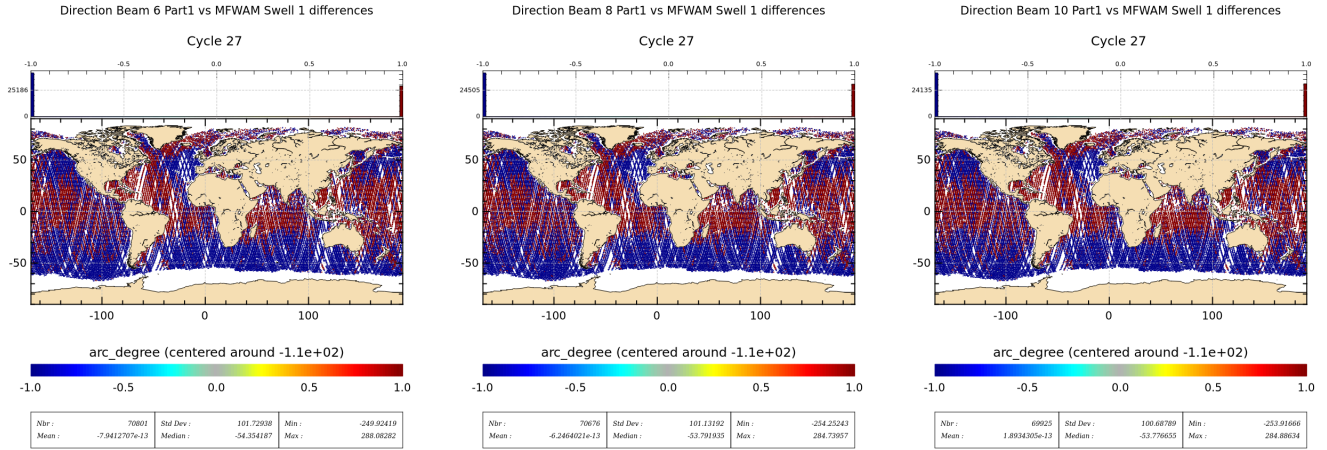 Direction Beam 6 Part1 vs MFWAM Swell 1 differences
Cycle 27
-1.0 -0.5 0.0 0.5 1.0
25186
0
50
0
-50
-100 0 100
arc_degree (centered around -1.1e+02)
-1.0 -0.5 0.0 0.5 1.0
Nbr : 70801 Std Dev : 101.72938 Min : -249.92419
Mean : -7.9412707e-13 Median : -54.354187 Max : 288.08282
Direction Beam 8 Part1 vs MFWAM Swell 1 differences
Cycle 27
-1.0 -0.5 0.0 0.5 1.0
24505
0
50
0
-50
-100 0 100
arc_degree (centered around -1.1e+02)
-1.0 -0.5 0.0 0.5 1.0
Nbr : 70676 Std Dev : 101.13192 Min : -254.25243
Mean : -6.2464021e-13 Median : -53.791935 Max : 284.73957
Direction Beam 10 Part1 vs MFWAM Swell 1 differences
Cycle 27
-1.0 -0.5 0.0 0.5 1.0
24135
0
50
0
-50
-100 0 100
arc_degree (centered around -1.1e+02)
-1.0 -0.5 0.0 0.5 1.0
Nbr : 69925 Std Dev : 100.68789 Min : -253.91666
Mean : 1.8934305e-13 Median : -53.776655 Max : 284.88634